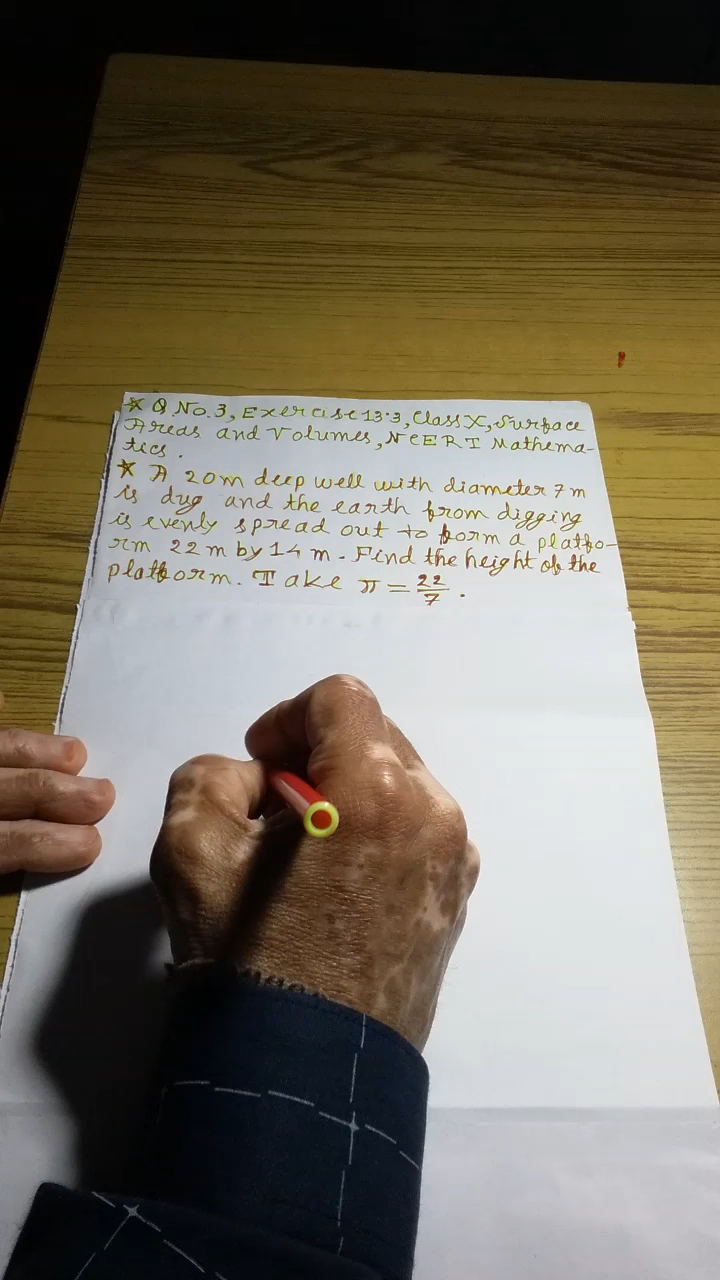 * Q No. 3, Exercise 13.3, Class X, Surface
Areas and Volumes, NCERT Mathema-
tics.
* A 20m deep well with diameter 7 m
is dug and the earth from digging
is evenly spread out to form a platfo-
rm 22 m by 14 m. Find the height of the
platform. Take π = 22/7.